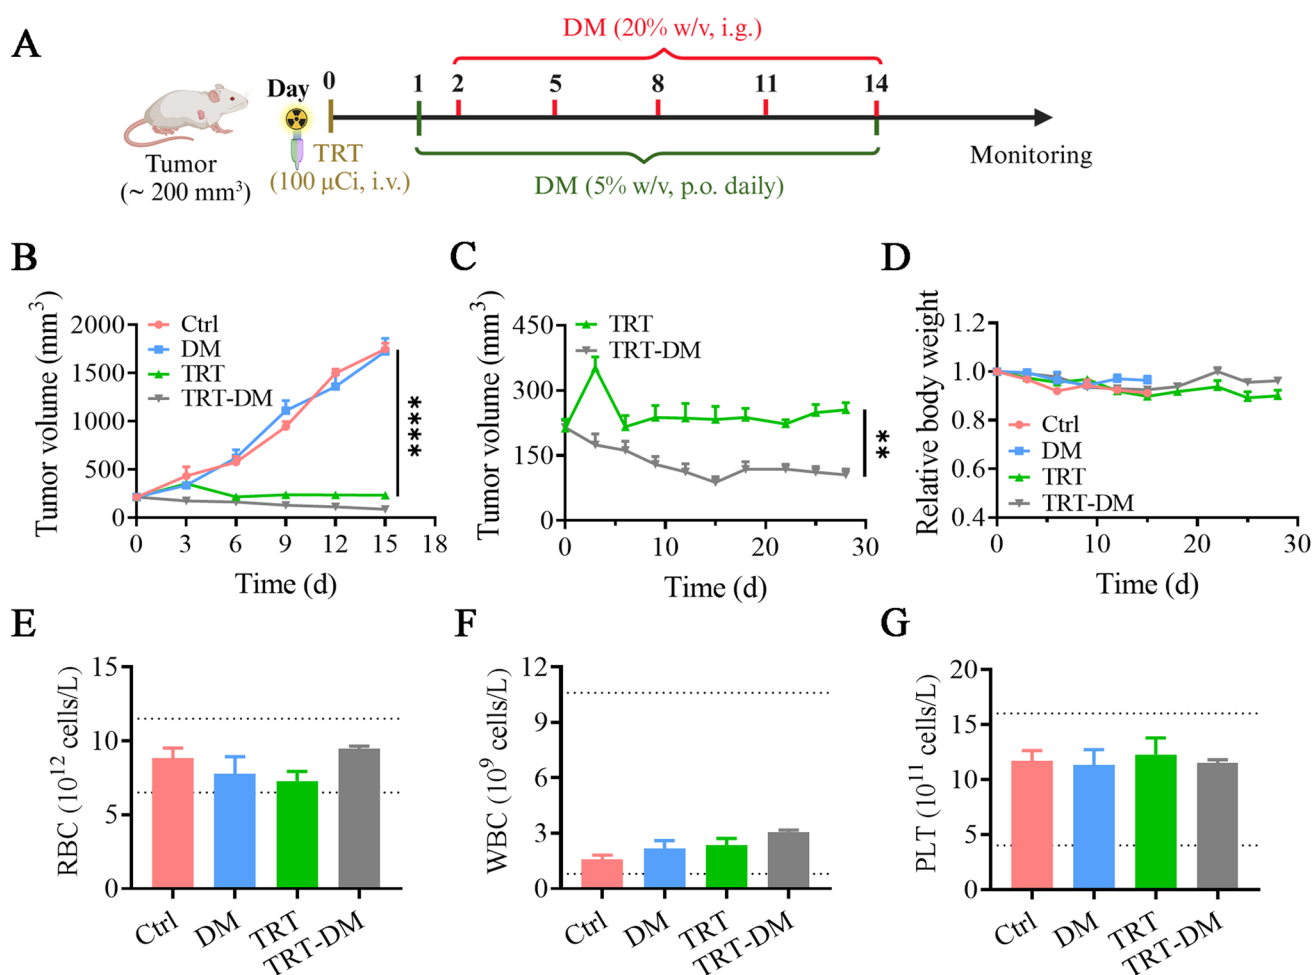 A
DM (20% w/v, i.g.)
Day
0 1 2 5 8 11 14
Tumor
(~ 200 mm³)
TRT
(100 μCi, i.v.)
DM (5% w/v, p.o. daily)
Monitoring
B
Tumor volume (mm³)
2000
1500
1000
500
0
Ctrl
DM
TRT
TRT-DM
****
0 3 6 9 12 15 18
Time (d)
C
Tumor volume (mm³)
450
300
150
0
TRT
TRT-DM
**
0 10 20 30
Time (d)
D
Relative body weight
1.2
1.0
0.8
0.6
0.4
Ctrl
DM
TRT
TRT-DM
0 10 20 30
Time (d)
E
RBC (10¹² cells/L)
15
10
5
0
Ctrl DM TRT TRT-DM
F
WBC (10⁹ cells/L)
12
9
6
3
0
Ctrl DM TRT TRT-DM
G
PLT (10¹¹ cells/L)
20
15
10
5
0
Ctrl DM TRT TRT-DM